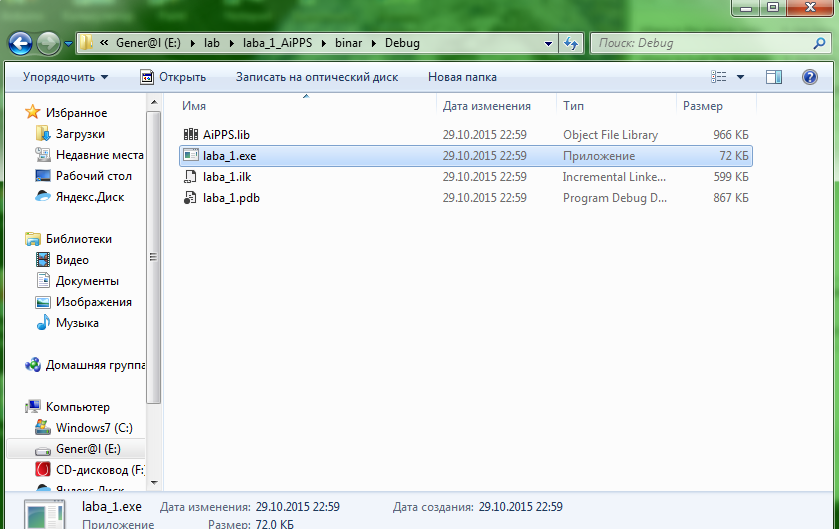 « Gener@l (E:) ▸ lab ▸ laba_1_AiPPS ▸ binar ▸ Debug
Поиск: Debug
Упорядочить Открыть Записать на оптический диск Новая папка
Избранное
Загрузки
Недавние места
Рабочий стол
Яндекс.Диск
Библиотеки
Видео
Документы
Изображения
Музыка
Домашняя группа
Компьютер
Windows7 (C:)
Gener@l (E:)
CD-дисковод (F:
Яндекс.Диск
Имя Дата изменения Тип Размер
AiPPS.lib 29.10.2015 22:59 Object File Library 966 КБ
laba_1.exe 29.10.2015 22:59 Приложение 72 КБ
laba_1.ilk 29.10.2015 22:59 Incremental Linke... 599 КБ
laba_1.pdb 29.10.2015 22:59 Program Debug D... 867 КБ
laba_1.exe Дата изменения: 29.10.2015 22:59 Дата создания: 29.10.2015 22:59
Приложение Размер: 72,0 КБ